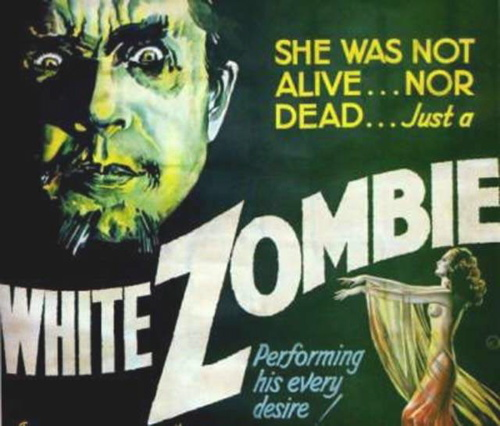 SHE WAS NOT
ALIVE...NOR
DEAD...Just a
WHITE ZOMBIE
Performing
his every
desire!